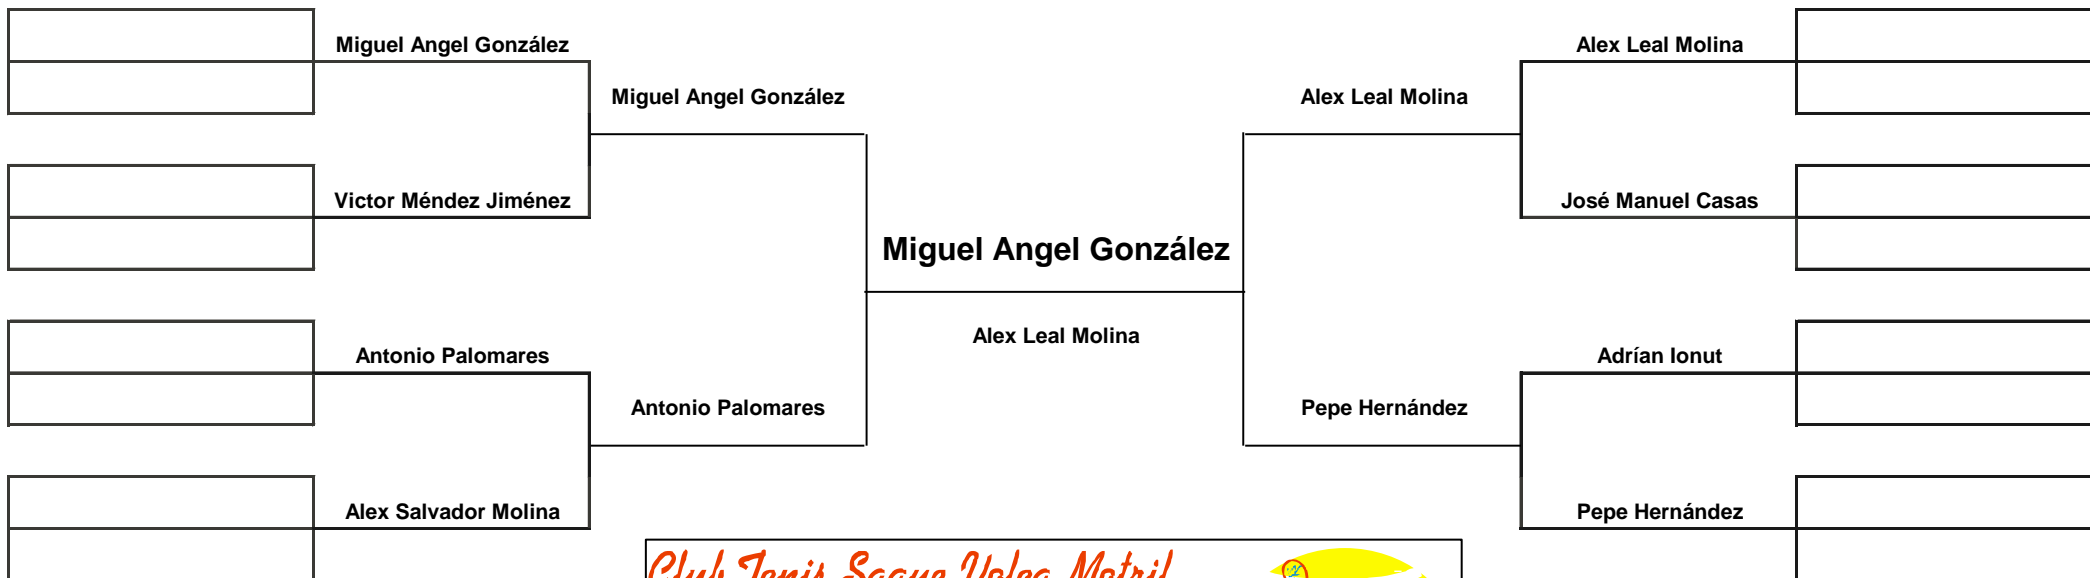 Miguel Angel González
Alex Leal Molina
Miguel Angel González
Alex Leal Molina
Victor Méndez Jiménez
José Manuel Casas
Miguel Angel González
Alex Leal Molina
Antonio Palomares
Adrían Ionut
Antonio Palomares
Pepe Hernández
Alex Salvador Molina
Pepe Hernández
Club Tenis Saque Volea Motril